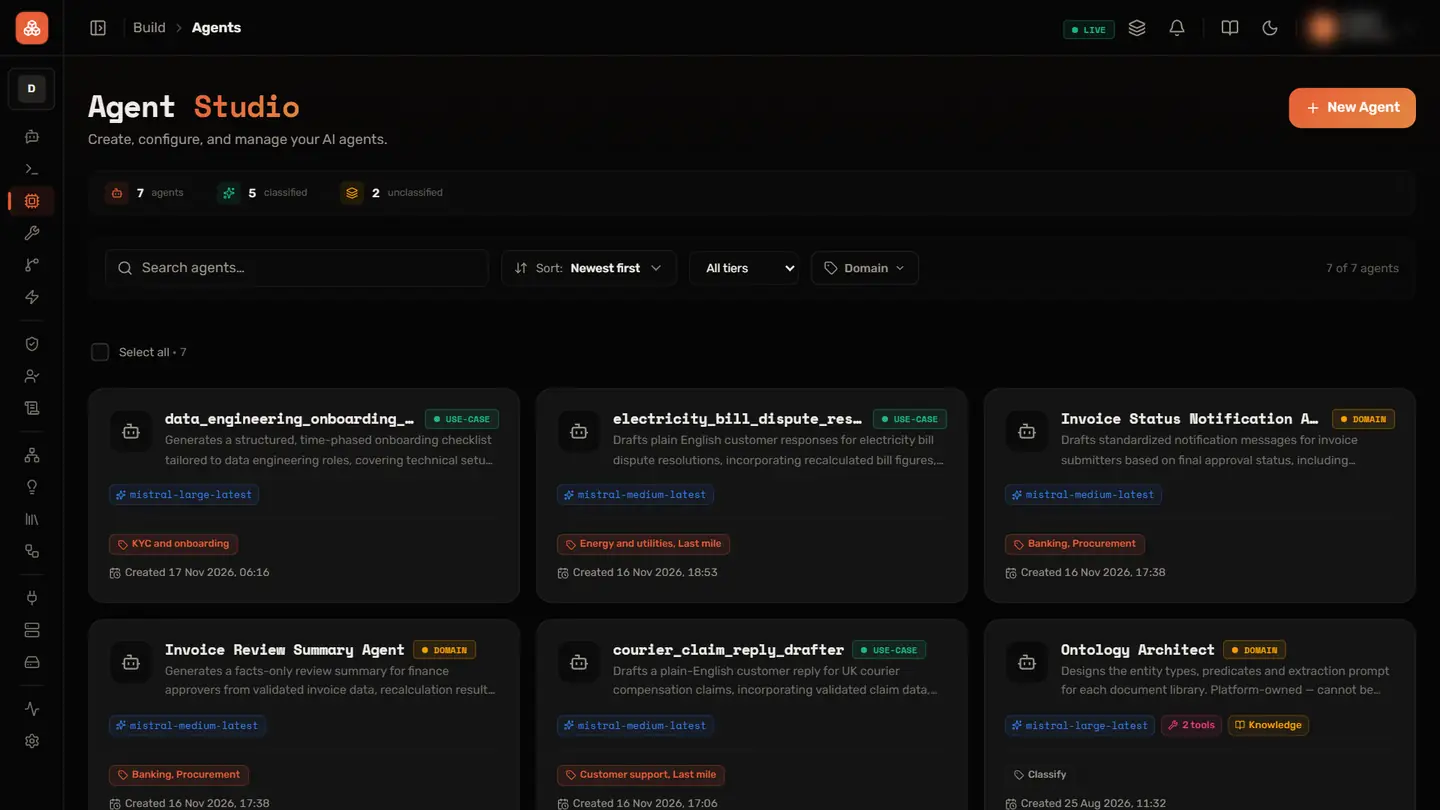 Build > Agents
LIVE
D
Agent Studio
Create, configure, and manage your AI agents.
+ New Agent
7 agents
5 classified
2 unclassified
Search agents…
Sort: Newest first
All tiers
Domain
7 of 7 agents
Select all • 7
data_engineering_onboarding_…
USE-CASE
Generates a structured, time-phased onboarding checklist
tailored to data engineering roles, covering technical setu…
mistral-large-latest
KYC and onboarding
Created 17 Nov 2026, 06:16
electricity_bill_dispute_res…
USE-CASE
Drafts plain English customer responses for electricity bill
dispute resolutions, incorporating recalculated bill figures,…
mistral-medium-latest
Energy and utilities, Last mile
Created 16 Nov 2026, 18:53
Invoice Status Notification A…
DOMAIN
Drafts standardized notification messages for invoice
submitters based on final approval status, including…
mistral-medium-latest
Banking, Procurement
Created 16 Nov 2026, 17:38
Invoice Review Summary Agent
DOMAIN
Generates a facts-only review summary for finance
approvers from validated invoice data, recalculation result…
mistral-medium-latest
Banking, Procurement
Created 16 Nov 2026, 17:38
courier_claim_reply_drafter
USE-CASE
Drafts a plain-English customer reply for UK courier
compensation claims, incorporating validated claim data,…
mistral-medium-latest
Customer support, Last mile
Created 16 Nov 2026, 17:06
Ontology Architect
DOMAIN
Designs the entity types, predicates and extraction prompt
for each document library. Platform-owned — cannot be…
mistral-large-latest
2 tools
Knowledge
Classify
Created 25 Aug 2026, 11:32